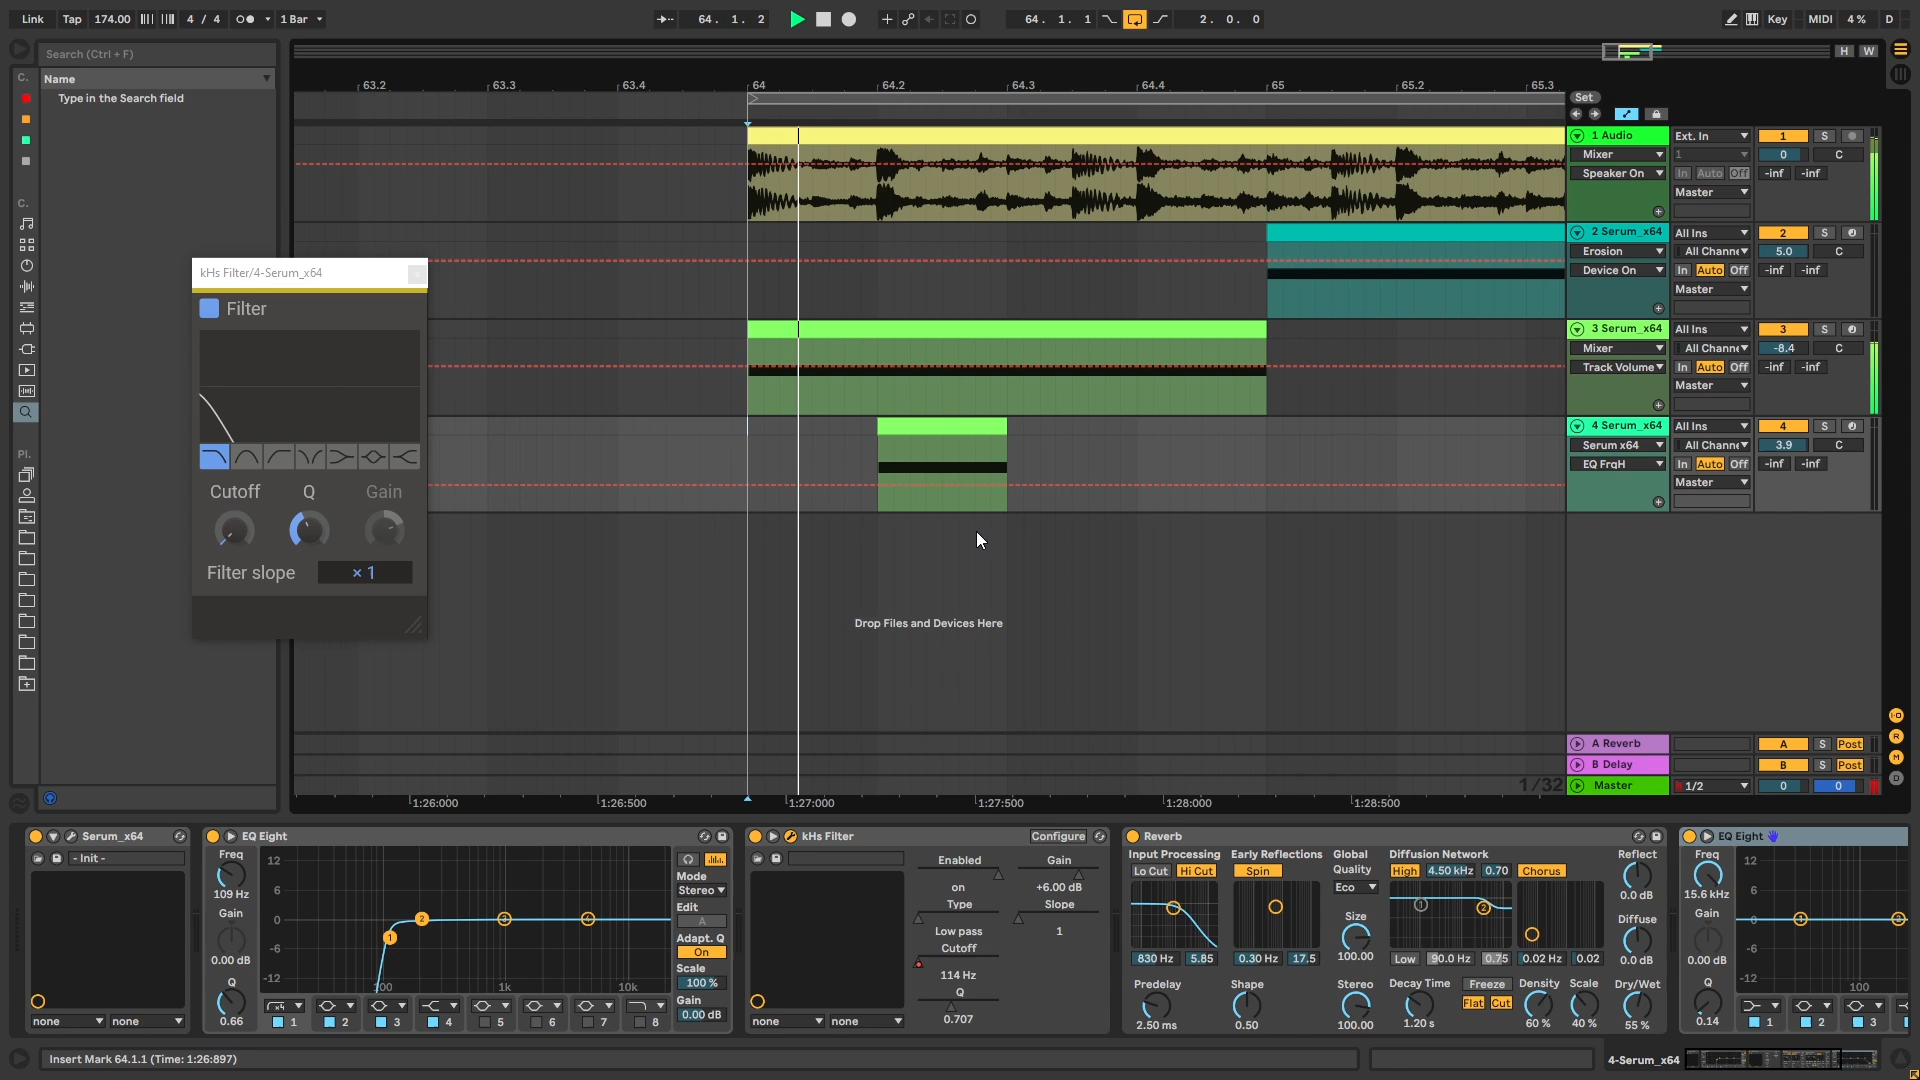 Link Tap 174.00 4 / 4 1 Bar 64. 1. 2 64. 1. 1 2. 0. 0 Key MIDI 4 % D
Search (Ctrl + F)
H W
C. Name
Type in the Search field
63.2 63.3 63.4 64 64.2 64.3 64.4 65 65.2 65.3
Set
1 Audio Ext. In 1 S
Mixer 1 0 C
Speaker On In Auto Off -inf -inf
Master
C.
2 Serum_x64 All Ins 2 S
Erosion All Channe 5.0 C
Device On In Auto Off -inf -inf
Master
kHs Filter/4-Serum_x64
Filter
3 Serum_x64 All Ins 3 S
Mixer All Channe -8.4 C
Track Volume In Auto Off -inf -inf
Master
4 Serum_x64 All Ins 4 S
Serum x64 All Channe 3.9 C
EQ FrqH In Auto Off -inf -inf
Master
Pl.
Cutoff Q Gain
Filter slope × 1
Drop Files and Devices Here
I·O
R
M
D
A Reverb A S Post
B Delay B S Post
1/32 Master 1/2 0 0
1:26:000 1:26:500 1:27:000 1:27:500 1:28:000 1:28:500
Serum_x64
- Init -
none none
EQ Eight
Freq
109 Hz
Gain
0.00 dB
Q
0.66
12
6
0
-6
-12
100 1k 10k
1 2 3 4
1 2 3 4 5 6 7 8
Mode
Stereo
Edit
A
Adapt. Q
On
Scale
100 %
Gain
0.00 dB
kHs Filter Configure
none none
Enabled
on
Type
Low pass
Cutoff
114 Hz
Q
0.707
Gain
+6.00 dB
Slope
1
Reverb
Input Processing
Lo Cut Hi Cut
830 Hz 5.85
Predelay
2.50 ms
Early Reflections
Spin
0.30 Hz 17.5
Shape
0.50
Global
Quality
Eco
Size
100.00
Stereo
100.00
Diffusion Network
High 4.50 kHz 0.70 Chorus
1 2
Low 90.0 Hz 0.75 0.02 Hz 0.02
Decay Time Freeze Density Scale
Flat Cut
1.20 s 60 % 40 %
Reflect
0.0 dB
Diffuse
0.0 dB
Dry/Wet
55 %
EQ Eight
Freq
15.6 kHz
Gain
0.00 dB
Q
0.14
12
6
0
-6
-12
100
1 2
1 2 3
Insert Mark 64.1.1 (Time: 1:26:897)
4-Serum_x64